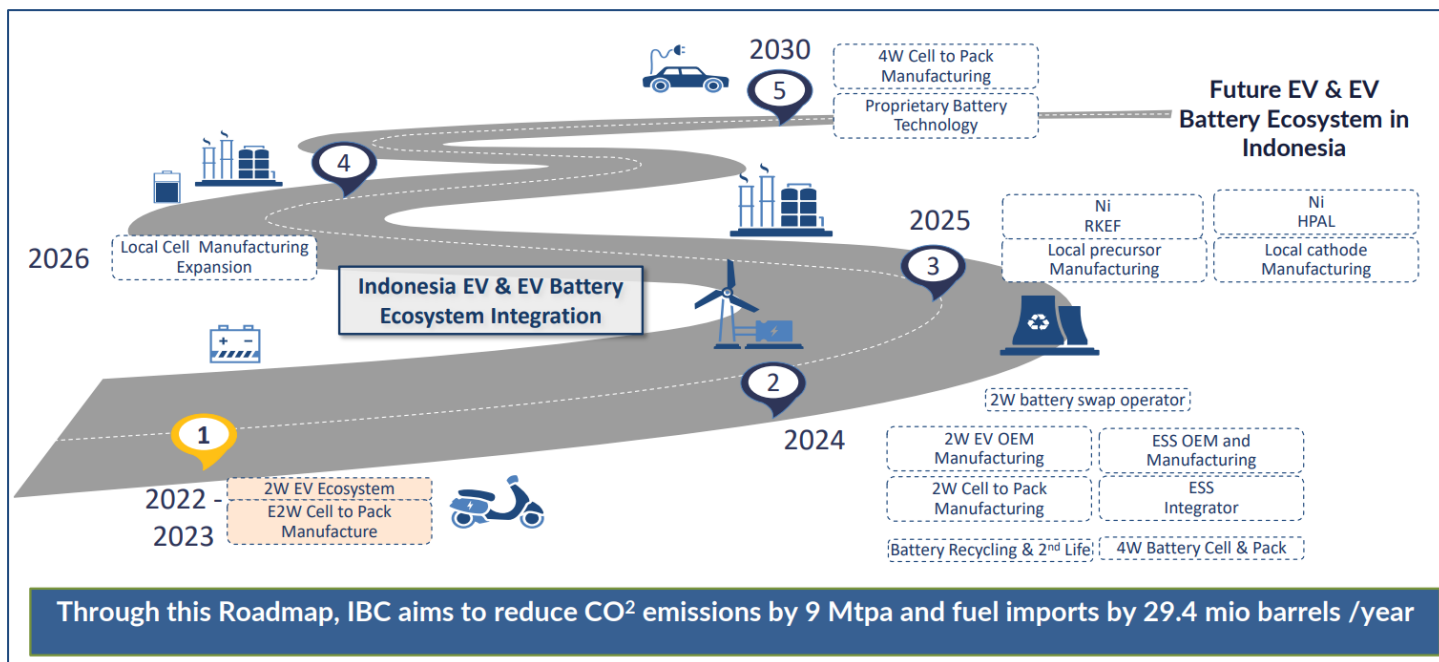 2030
5
4W Cell to Pack
Manufacturing
Proprietary Battery
Technology
Future EV & EV
Battery Ecosystem in
Indonesia
4
2026
Local Cell Manufacturing
Expansion
Indonesia EV & EV Battery
Ecosystem Integration
2025
3
Ni
RKEF
Ni
HPAL
Local precursor
Manufacturing
Local cathode
Manufacturing
2
2024
2W battery swap operator
2W EV OEM
Manufacturing
ESS OEM and
Manufacturing
2W Cell to Pack
Manufacturing
ESS
Integrator
Battery Recycling & 2nd Life
4W Battery Cell & Pack
1
2022 -
2023
2W EV Ecosystem
E2W Cell to Pack
Manufacture
Through this Roadmap, IBC aims to reduce CO² emissions by 9 Mtpa and fuel imports by 29.4 mio barrels /year